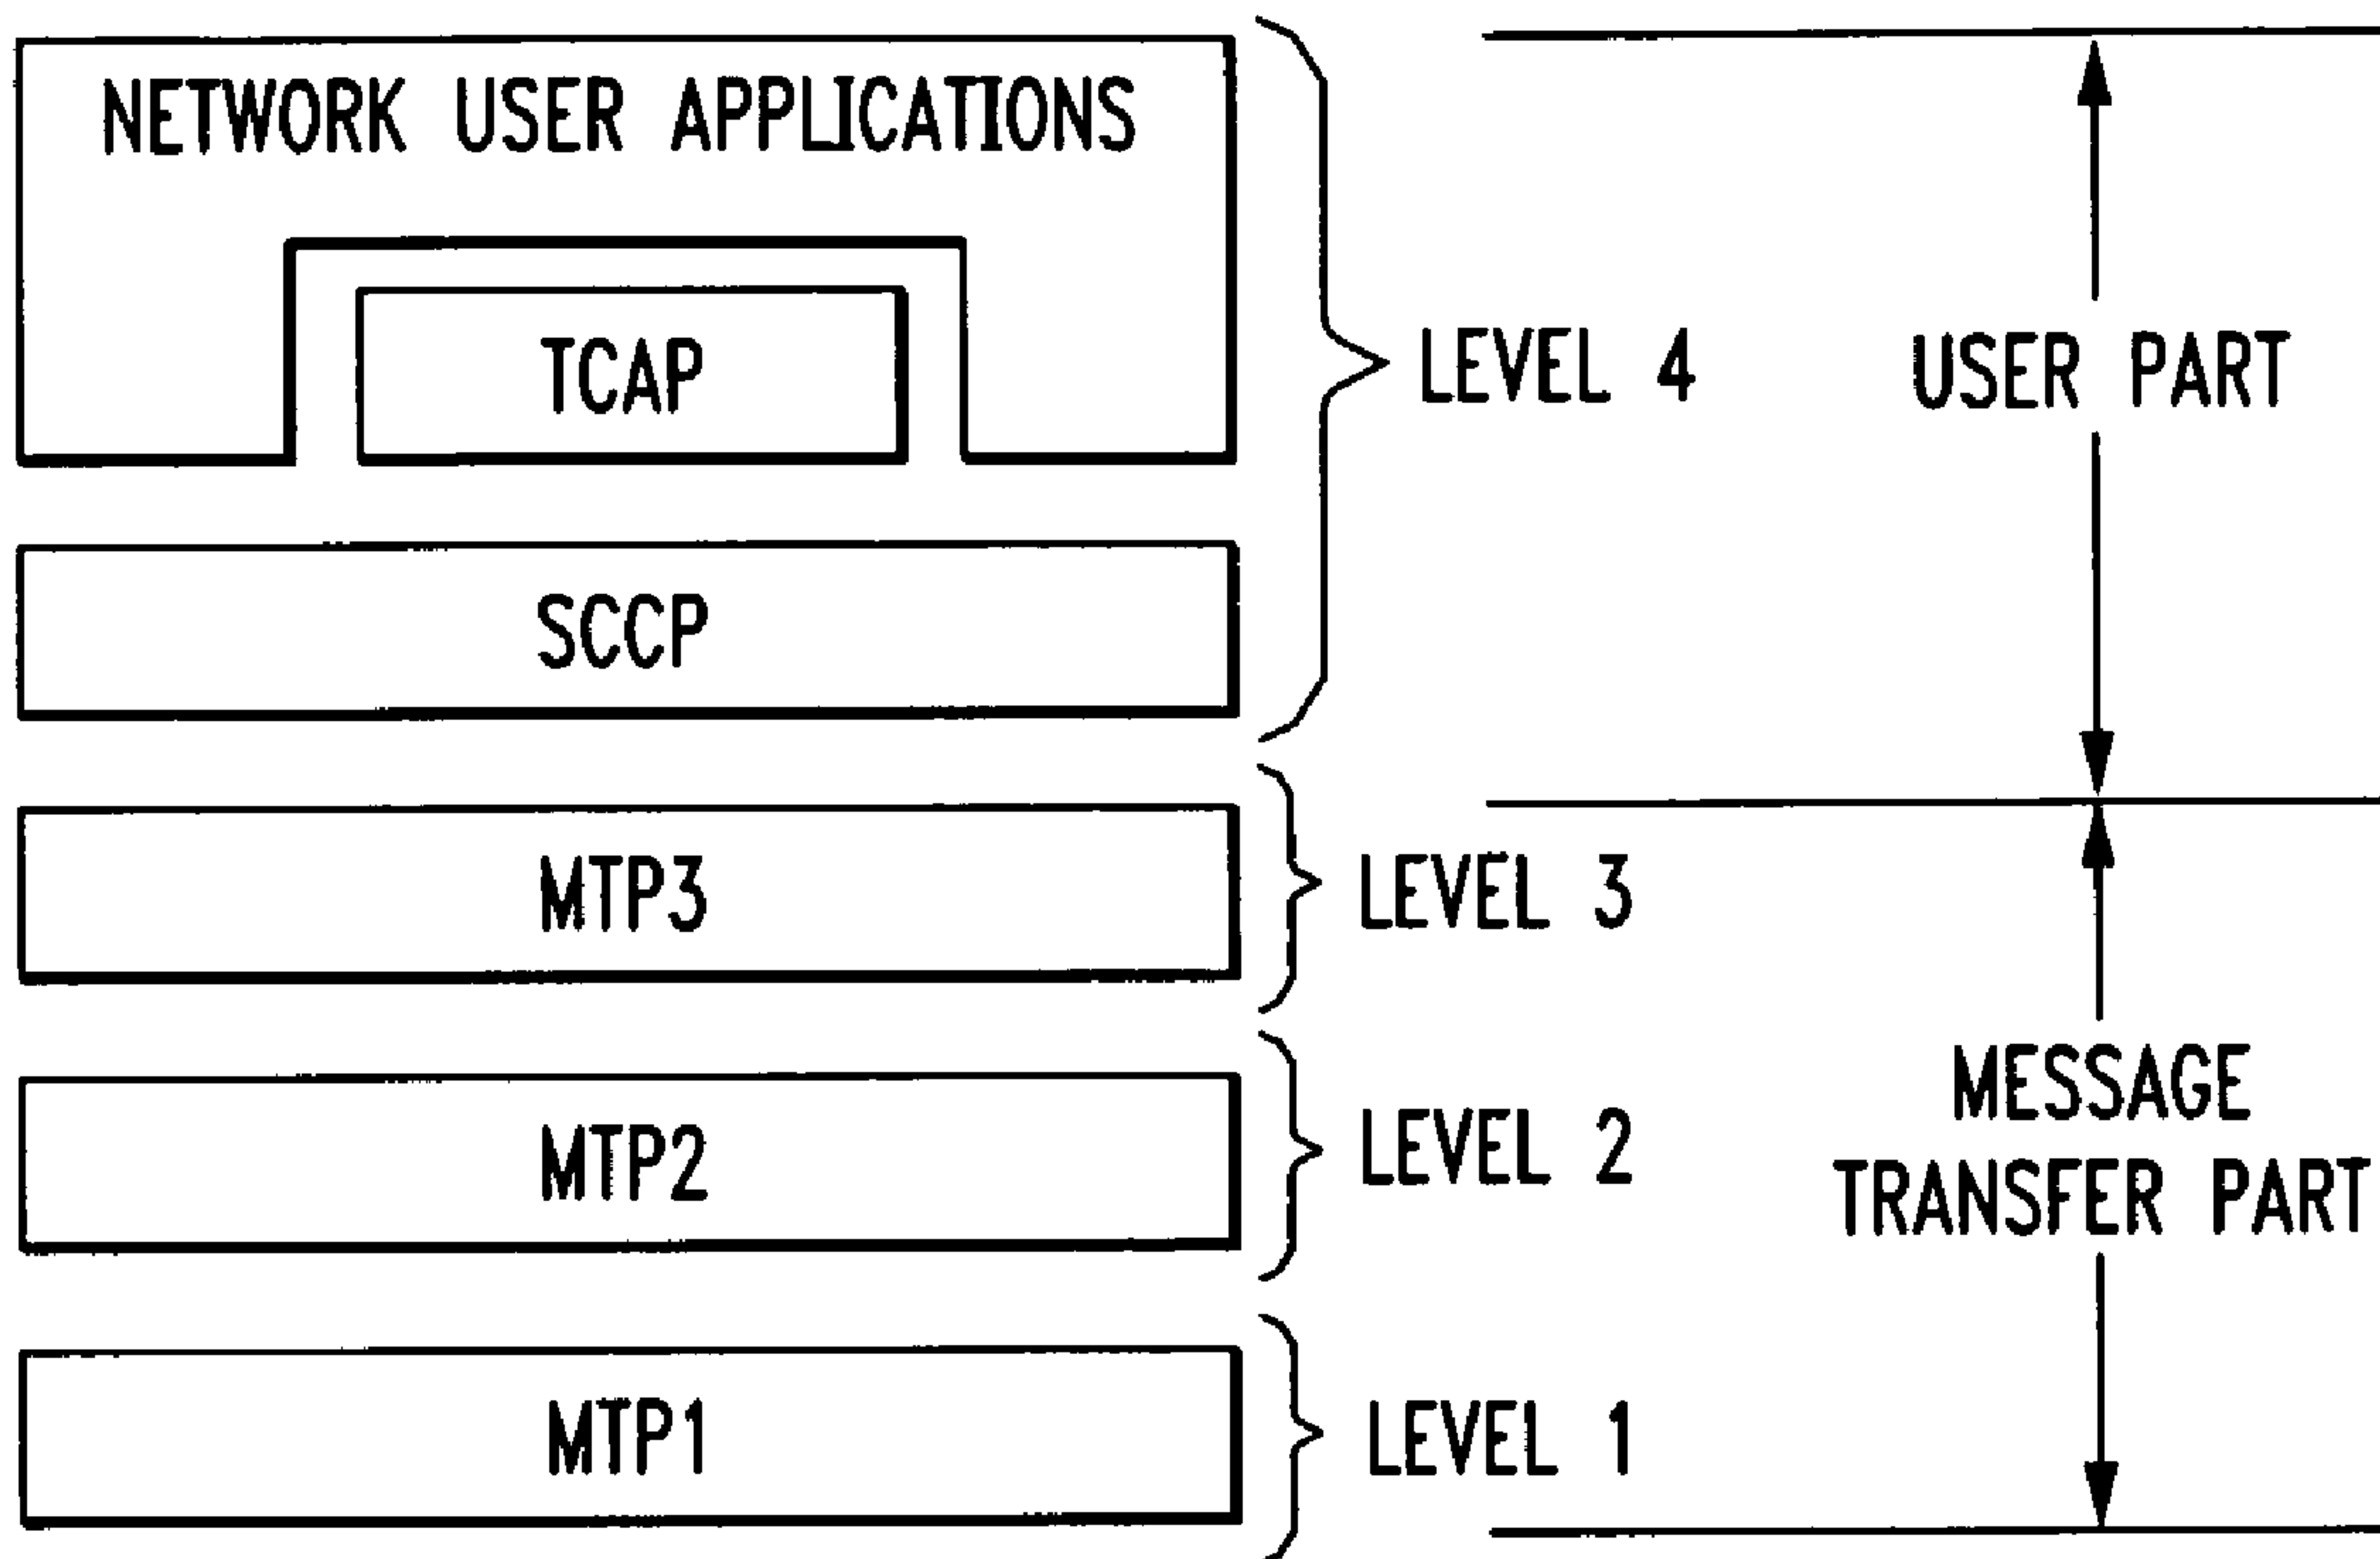 NETWORK USER APPLICATIONS
TCAP
LEVEL 4
USER PART
SCCP
MTP3
LEVEL 3
MTP2
LEVEL 2
MESSAGE
TRANSFER PART
MTP1
LEVEL 1